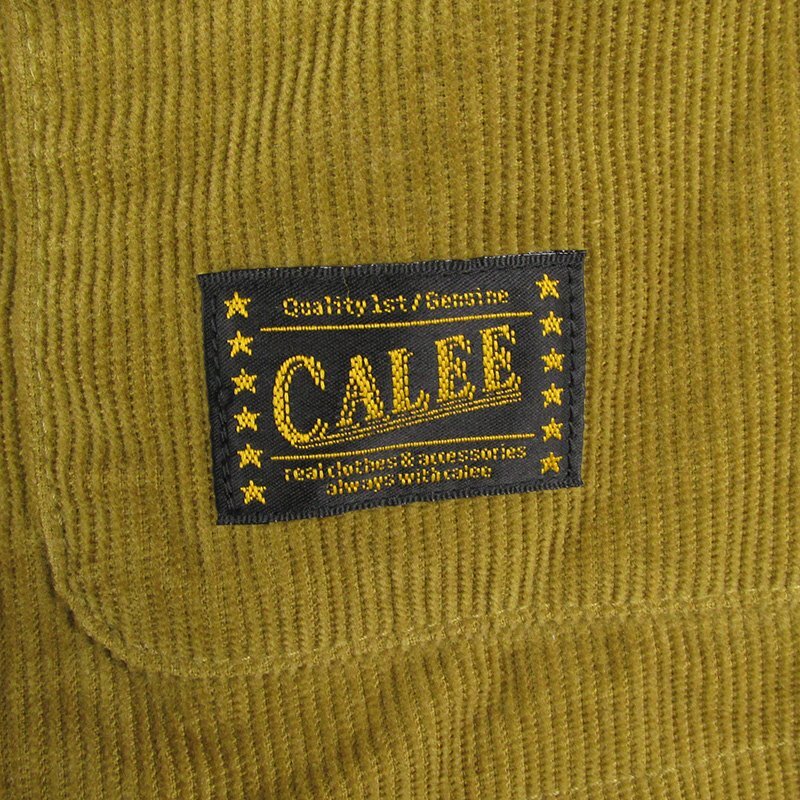 Quality 1st / Genuine
CALEE
real clothes & accessories
always with calee